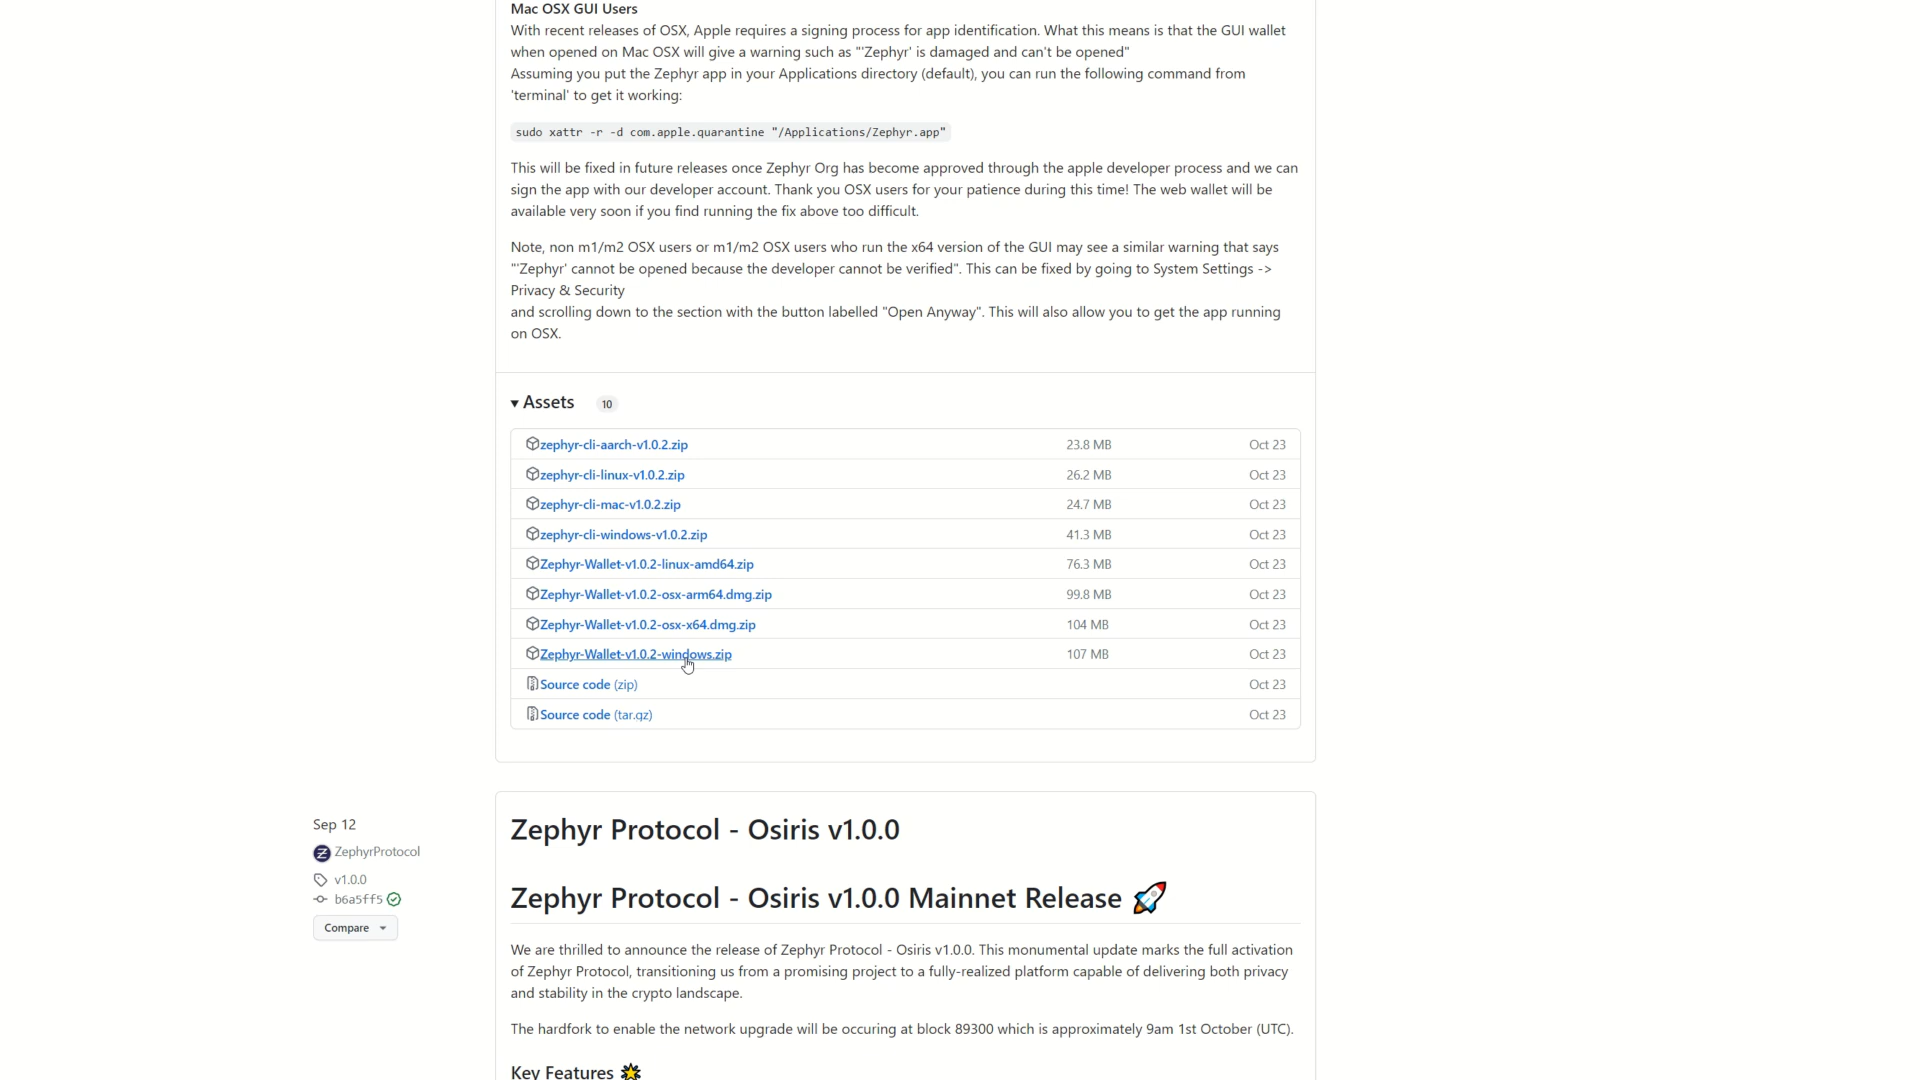 Mac OSX GUI Users
With recent releases of OSX, Apple requires a signing process for app identification. What this means is that the GUI wallet
when opened on Mac OSX will give a warning such as "'Zephyr' is damaged and can't be opened"
Assuming you put the Zephyr app in your Applications directory (default), you can run the following command from
'terminal' to get it working:
sudo xattr -r -d com.apple.quarantine "/Applications/Zephyr.app"
This will be fixed in future releases once Zephyr Org has become approved through the apple developer process and we can
sign the app with our developer account. Thank you OSX users for your patience during this time! The web wallet will be
available very soon if you find running the fix above too difficult.
Note, non m1/m2 OSX users or m1/m2 OSX users who run the x64 version of the GUI may see a similar warning that says
"'Zephyr' cannot be opened because the developer cannot be verified". This can be fixed by going to System Settings ->
Privacy & Security
and scrolling down to the section with the button labelled "Open Anyway". This will also allow you to get the app running
on OSX.
Assets 10
zephyr-cli-aarch-v1.0.2.zip 23.8 MB Oct 23
zephyr-cli-linux-v1.0.2.zip 26.2 MB Oct 23
zephyr-cli-mac-v1.0.2.zip 24.7 MB Oct 23
zephyr-cli-windows-v1.0.2.zip 41.3 MB Oct 23
Zephyr-Wallet-v1.0.2-linux-amd64.zip 76.3 MB Oct 23
Zephyr-Wallet-v1.0.2-osx-arm64.dmg.zip 99.8 MB Oct 23
Zephyr-Wallet-v1.0.2-osx-x64.dmg.zip 104 MB Oct 23
Zephyr-Wallet-v1.0.2-windows.zip 107 MB Oct 23
Source code (zip) Oct 23
Source code (tar.gz) Oct 23
Sep 12
ZephyrProtocol
v1.0.0
b6a5ff5
Compare
Zephyr Protocol - Osiris v1.0.0
Zephyr Protocol - Osiris v1.0.0 Mainnet Release 🚀
We are thrilled to announce the release of Zephyr Protocol - Osiris v1.0.0. This monumental update marks the full activation
of Zephyr Protocol, transitioning us from a promising project to a fully-realized platform capable of delivering both privacy
and stability in the crypto landscape.
The hardfork to enable the network upgrade will be occuring at block 89300 which is approximately 9am 1st October (UTC).
Key Features 🌟